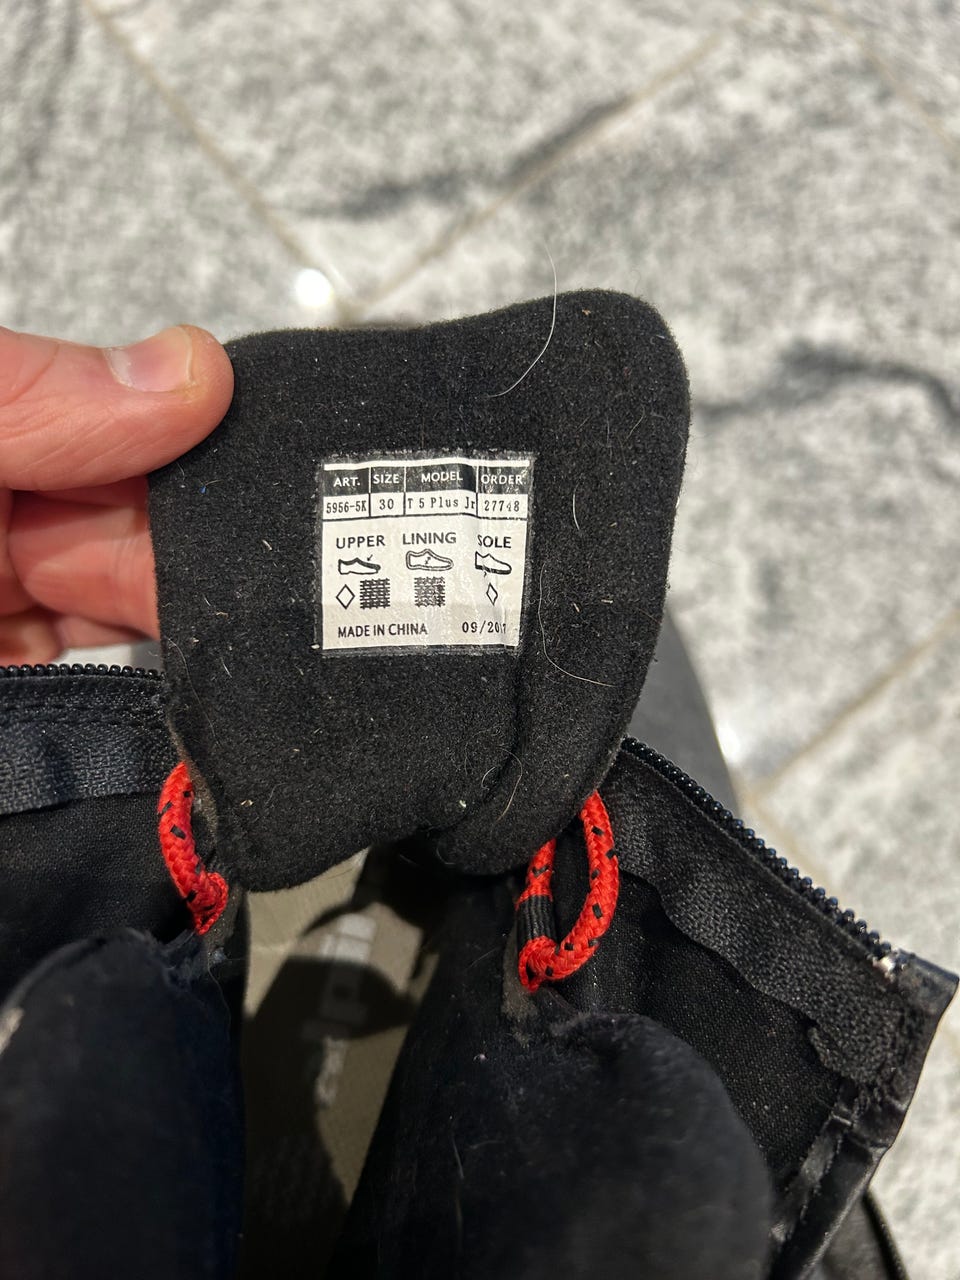 ART. SIZE MODEL ORDER
5956-5K 30 T 5 Plus Jr 27748
UPPER LINING SOLE
MADE IN CHINA